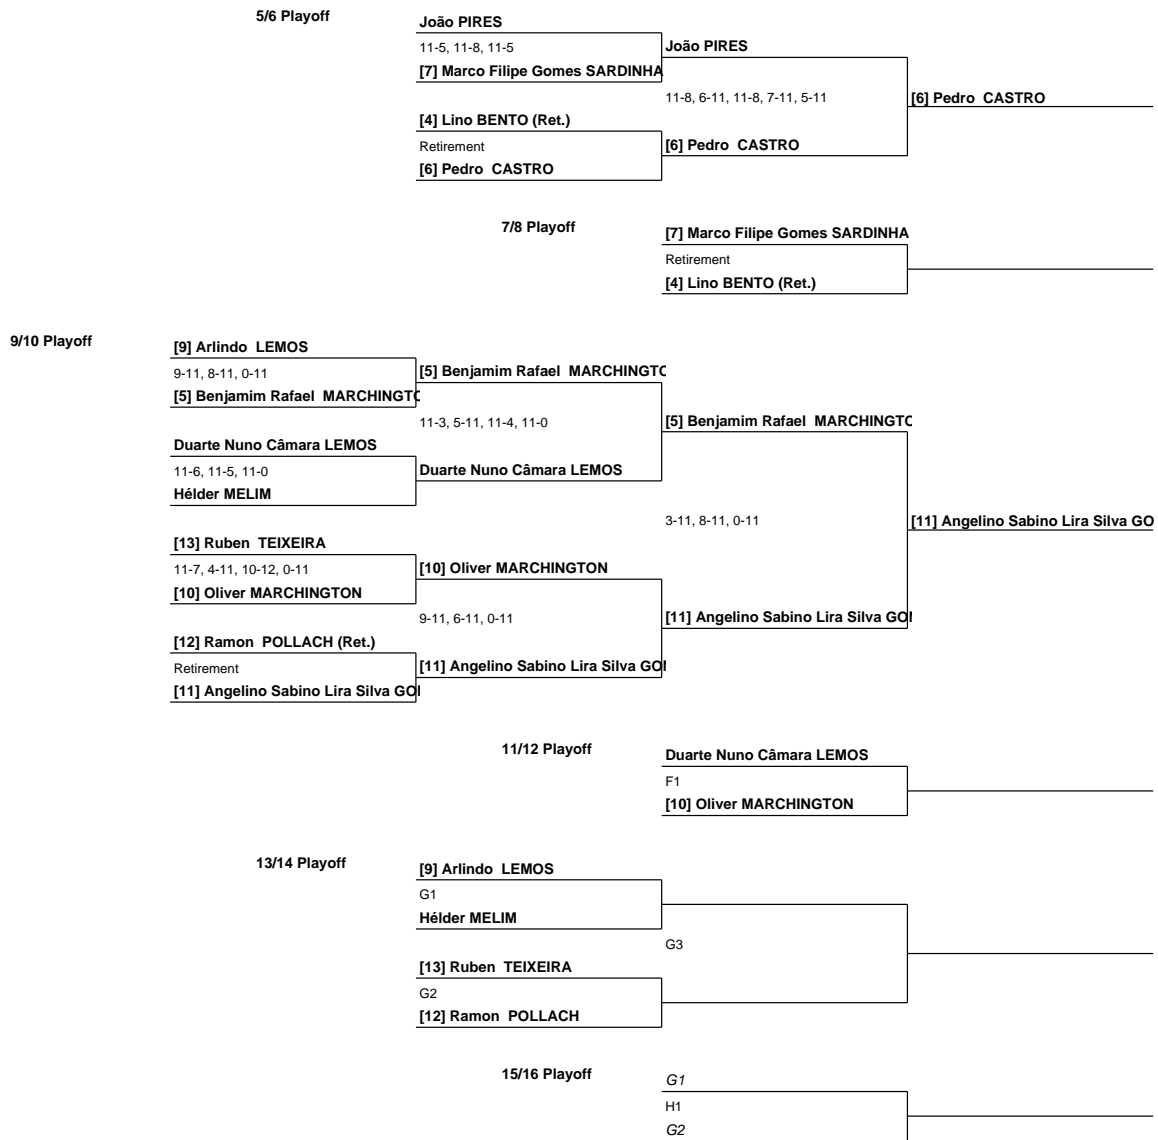 5/6 Playoff
João PIRES
11-5, 11-8, 11-5
João PIRES
[7] Marco Filipe Gomes SARDINHA
11-8, 6-11, 11-8, 7-11, 5-11
[6] Pedro CASTRO
[4] Lino BENTO (Ret.)
Retirement
[6] Pedro CASTRO
[6] Pedro CASTRO
7/8 Playoff
[7] Marco Filipe Gomes SARDINHA
Retirement
[4] Lino BENTO (Ret.)
9/10 Playoff
[9] Arlindo LEMOS
9-11, 8-11, 0-11
[5] Benjamim Rafael MARCHINGTO
[5] Benjamim Rafael MARCHINGTO
11-3, 5-11, 11-4, 11-0
[5] Benjamim Rafael MARCHINGTO
Duarte Nuno Câmara LEMOS
11-6, 11-5, 11-0
Duarte Nuno Câmara LEMOS
Hélder MELIM
3-11, 8-11, 0-11
[11] Angelino Sabino Lira Silva GO
[13] Ruben TEIXEIRA
11-7, 4-11, 10-12, 0-11
[10] Oliver MARCHINGTON
[10] Oliver MARCHINGTON
9-11, 6-11, 0-11
[11] Angelino Sabino Lira Silva GO
[12] Ramon POLLACH (Ret.)
Retirement
[11] Angelino Sabino Lira Silva GO
[11] Angelino Sabino Lira Silva GO
11/12 Playoff
Duarte Nuno Câmara LEMOS
F1
[10] Oliver MARCHINGTON
13/14 Playoff
[9] Arlindo LEMOS
G1
Hélder MELIM
G3
[13] Ruben TEIXEIRA
G2
[12] Ramon POLLACH
15/16 Playoff
G1
H1
G2